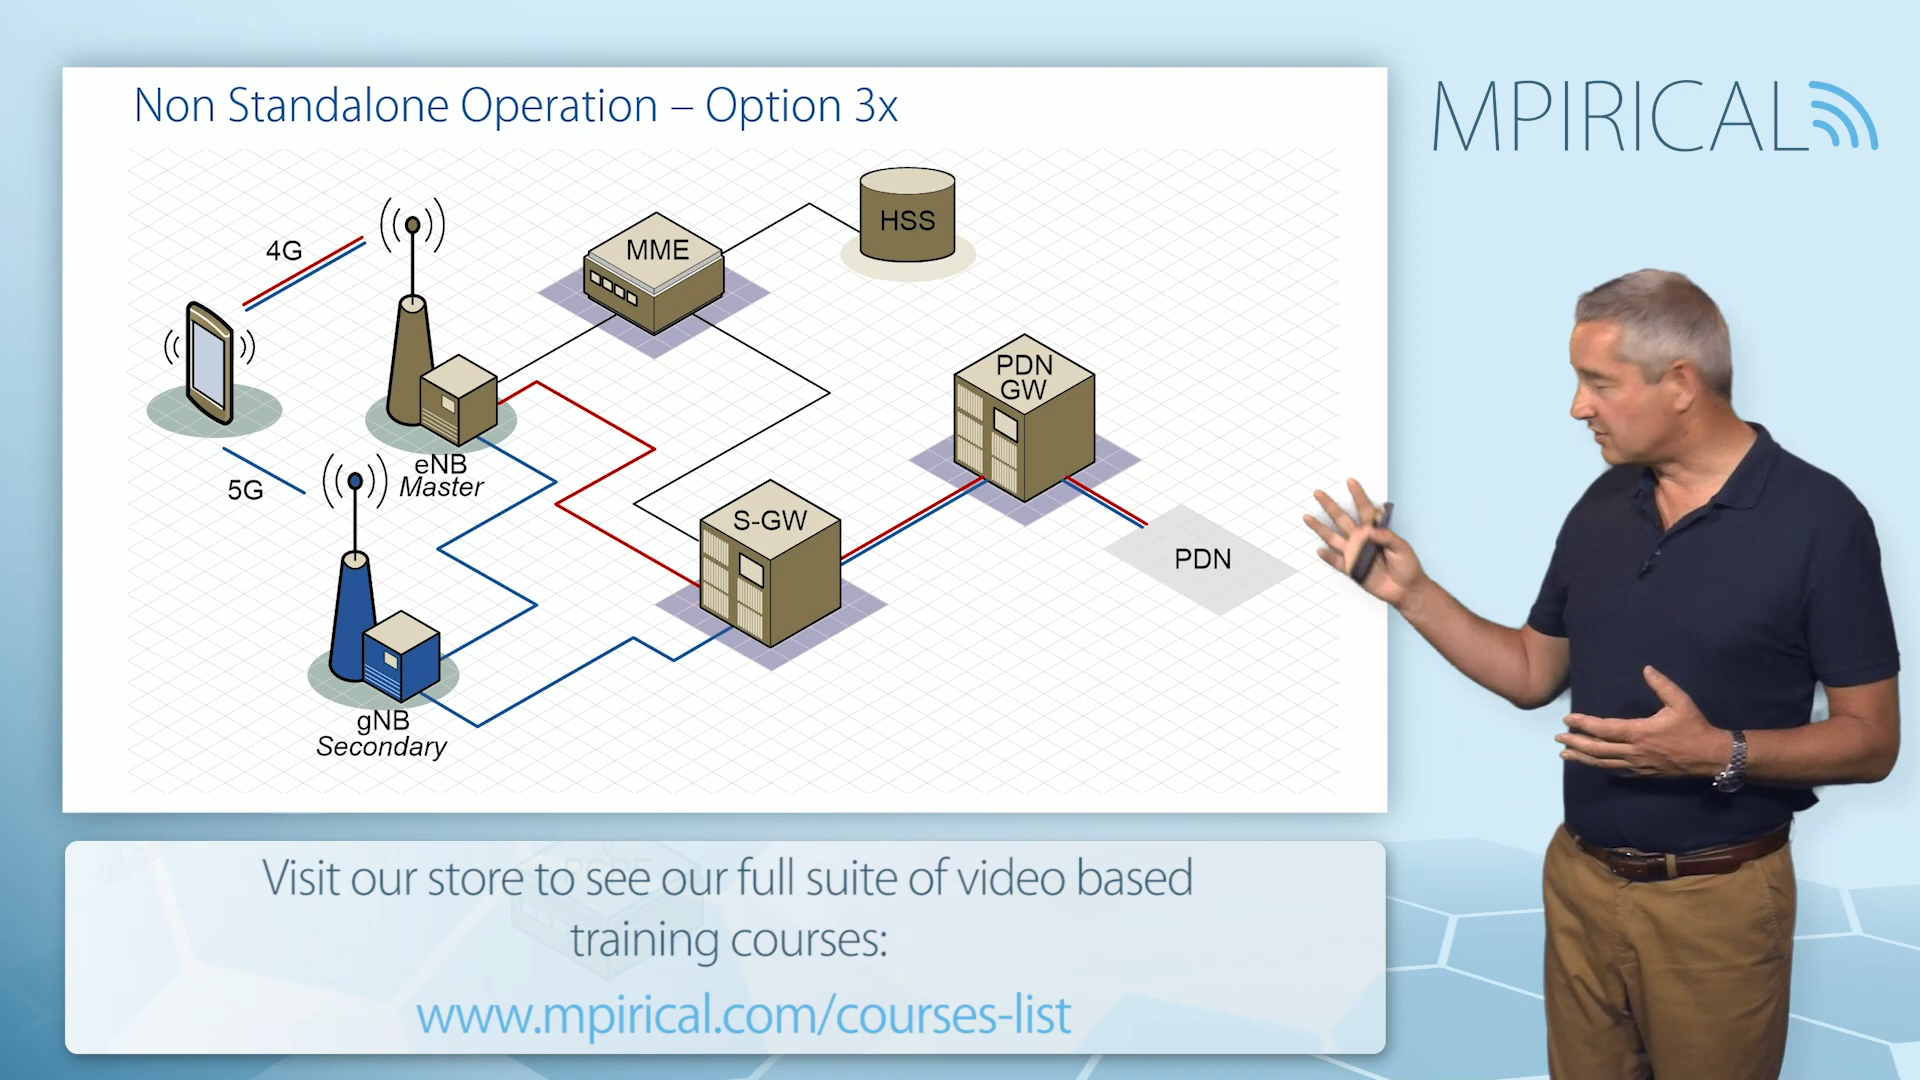 Non Standalone Operation – Option 3x
MPIRICAL
HSS
MME
4G
PDN
GW
eNB
Master
5G
S-GW
PDN
gNB
Secondary
Visit our store to see our full suite of video based
training courses:
www.mpirical.com/courses-list